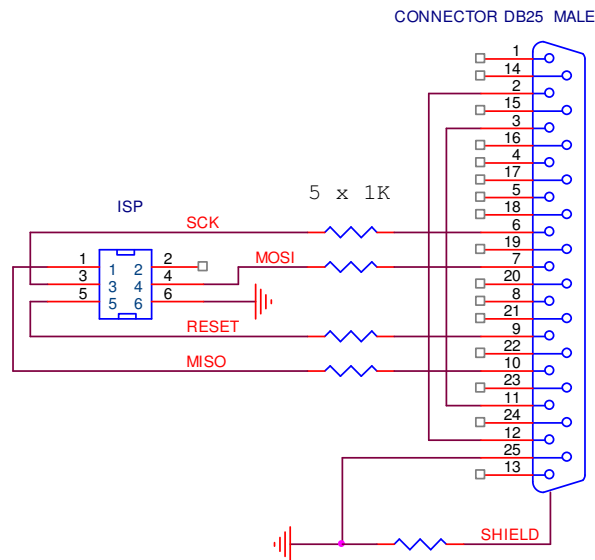 CONNECTOR DB25 MALE
1
14
2
15
3
16
4
17
5
18
6
19
7
20
8
21
9
22
10
23
11
24
12
25
13
5 x 1K
ISP
SCK
MOSI
RESET
MISO
1 1 2 2
3 3 4 4
5 5 6 6
SHIELD